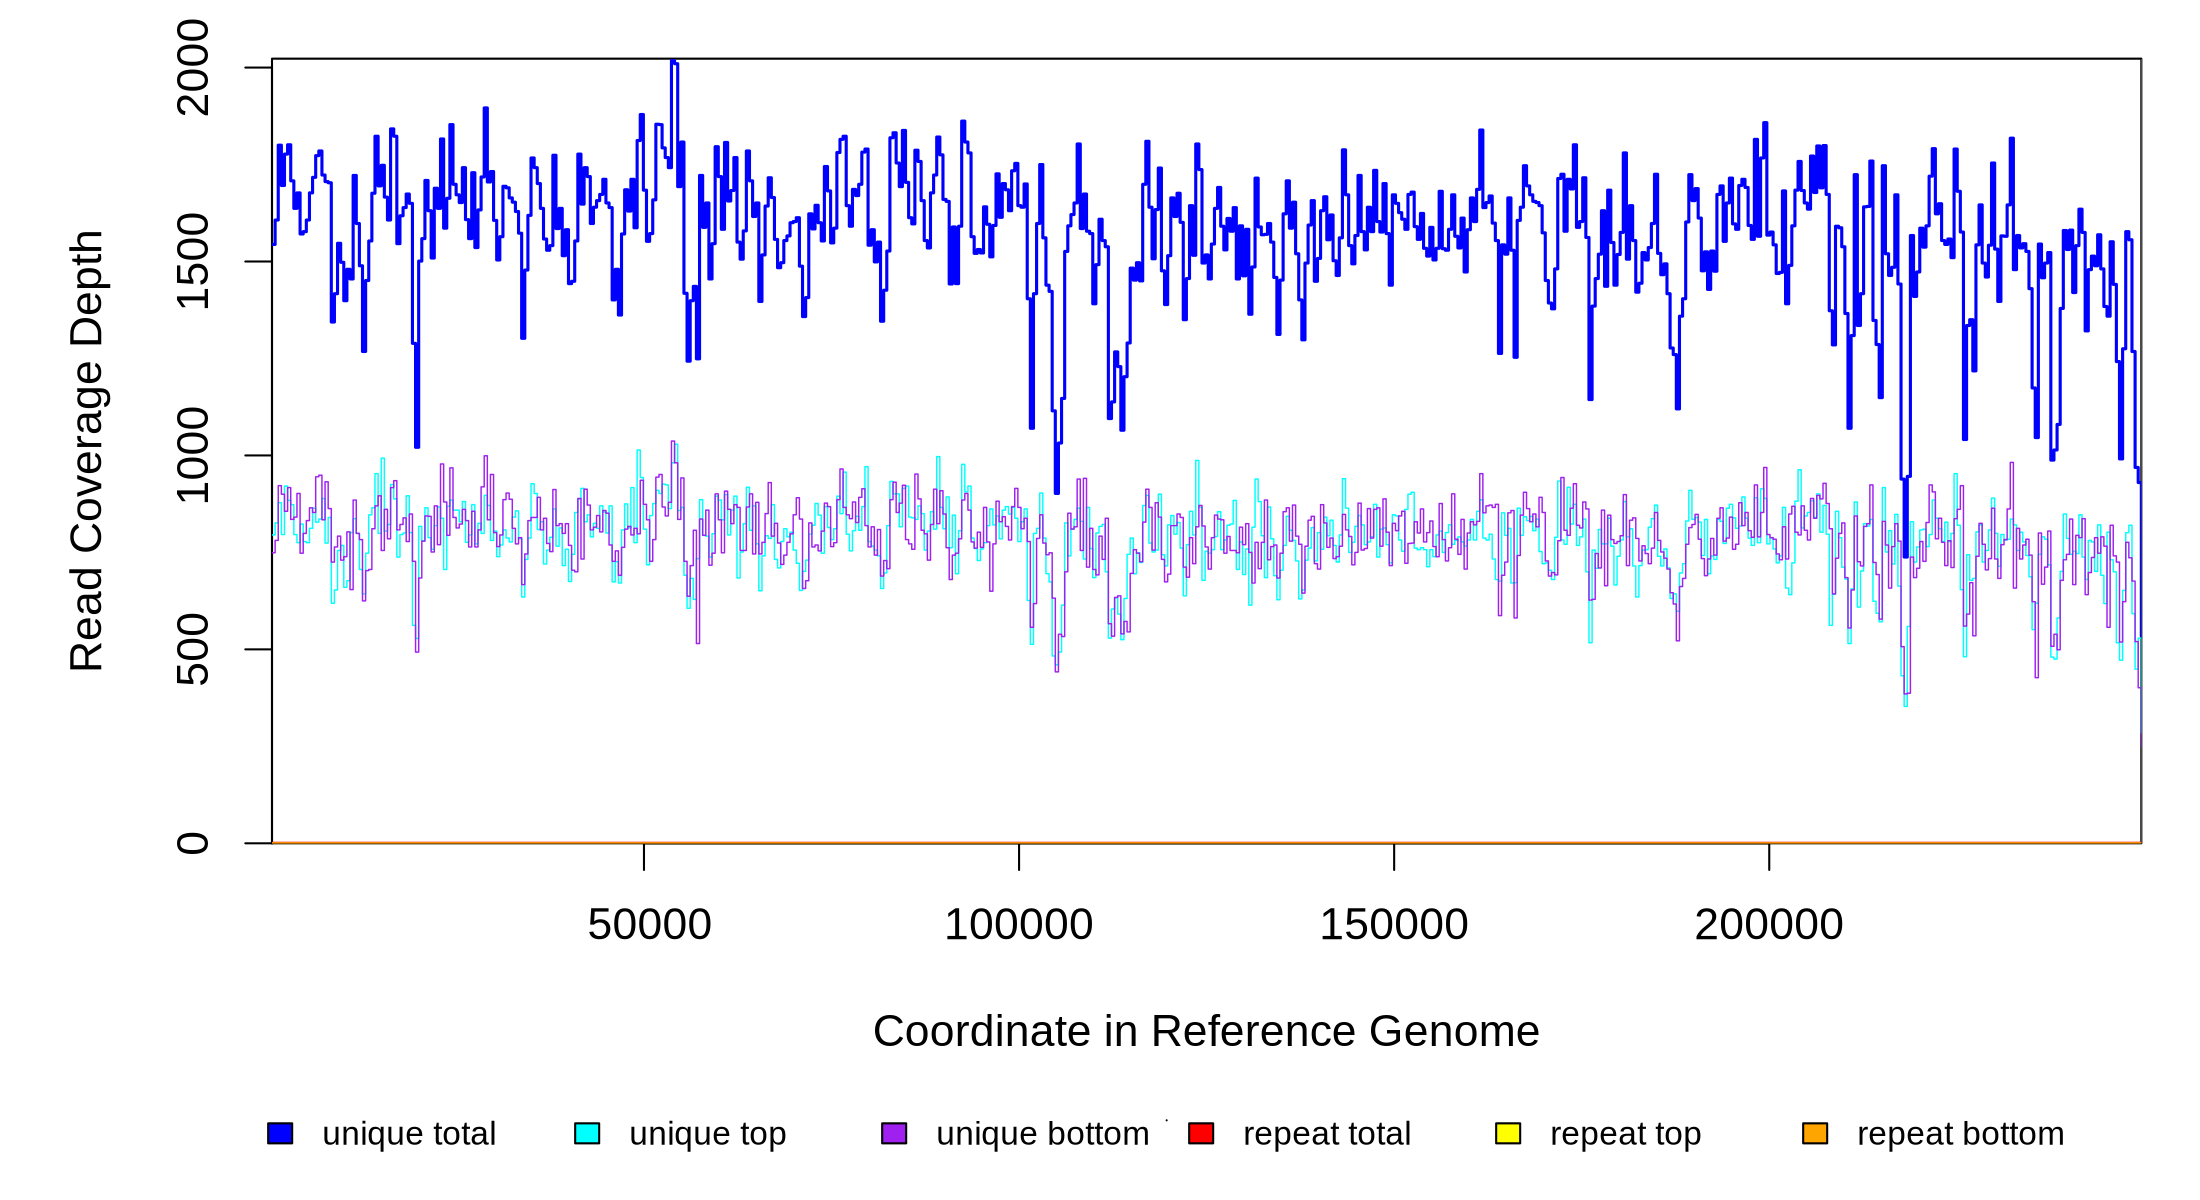 Read Coverage Depth
2000
1500
1000
500
0
50000 100000 150000 200000
Coordinate in Reference Genome
unique total unique top unique bottom repeat total repeat top repeat bottom